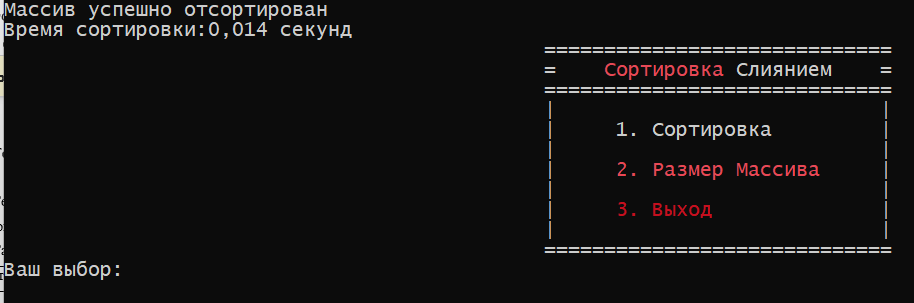 Массив успешно отсортирован
Время сортировки:0,014 секунд
=============================
= Сортировка Слиянием =
=============================
| |
| 1. Сортировка |
| |
| 2. Размер Массива |
| |
| 3. Выход |
| |
=============================
Ваш выбор: